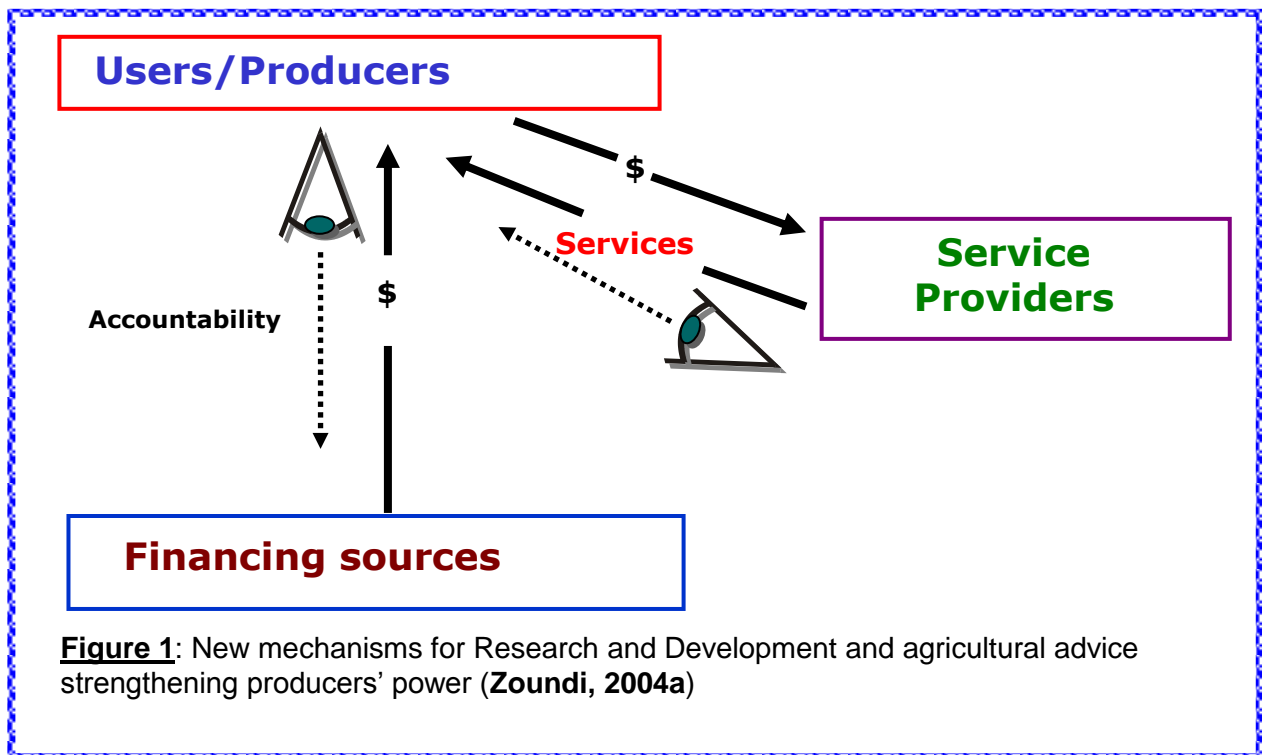 Users/Producers
$
Services
Service
Providers
$
Accountability
Financing sources
Figure 1: New mechanisms for Research and Development and agricultural advice
strengthening producers’ power (Zoundi, 2004a)